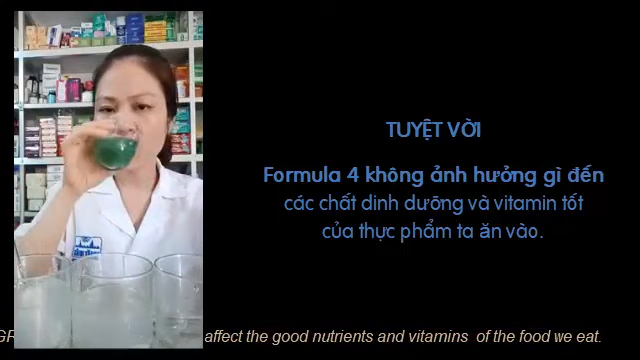 TUYỆT VỜI
Formula 4 không ảnh hưởng gì đến
các chất dinh dưỡng và vitamin tốt
của thực phẩm ta ăn vào.
affect the good nutrients and vitamins of the food we eat.